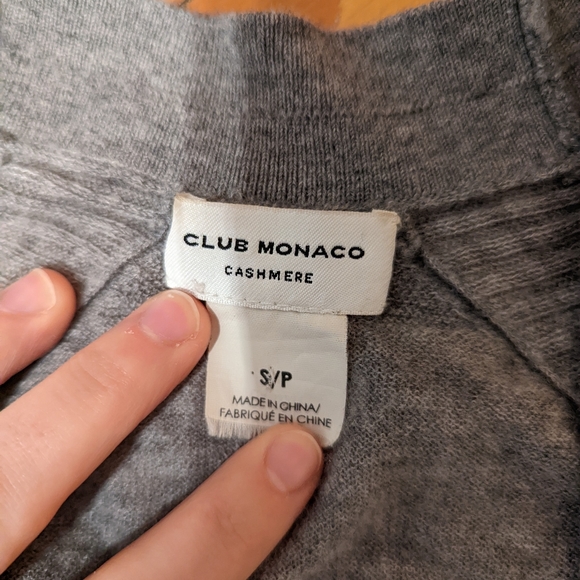 CLUB MONACO
CASHMERE
S/P
MADE IN CHINA/
FABRIQUÉ EN CHINE